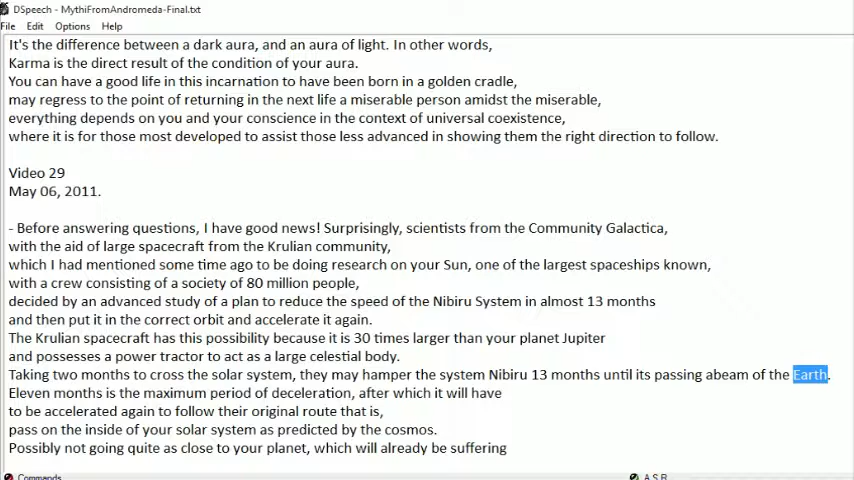 DSpeech - MythiFromAndromeda-Final.txt
File Edit Options Help
It's the difference between a dark aura, and an aura of light. In other words,
Karma is the direct result of the condition of your aura.
You can have a good life in this incarnation to have been born in a golden cradle,
may regress to the point of returning in the next life a miserable person amidst the miserable,
everything depends on you and your conscience in the context of universal coexistence,
where it is for those most developed to assist those less advanced in showing them the right direction to follow.
Video 29
May 06, 2011.
- Before answering questions, I have good news! Surprisingly, scientists from the Community Galactica,
with the aid of large spacecraft from the Krulian community,
which I had mentioned some time ago to be doing research on your Sun, one of the largest spaceships known,
with a crew consisting of a society of 80 million people,
decided by an advanced study of a plan to reduce the speed of the Nibiru System in almost 13 months
and then put it in the correct orbit and accelerate it again.
The Krulian spacecraft has this possibility because it is 30 times larger than your planet Jupiter
and possesses a power tractor to act as a large celestial body.
Taking two months to cross the solar system, they may hamper the system Nibiru 13 months until its passing abeam of the Earth.
Eleven months is the maximum period of deceleration, after which it will have
to be accelerated again to follow their original route that is,
pass on the inside of your solar system as predicted by the cosmos.
Possibly not going quite as close to your planet, which will already be suffering
Commands A.S.R.